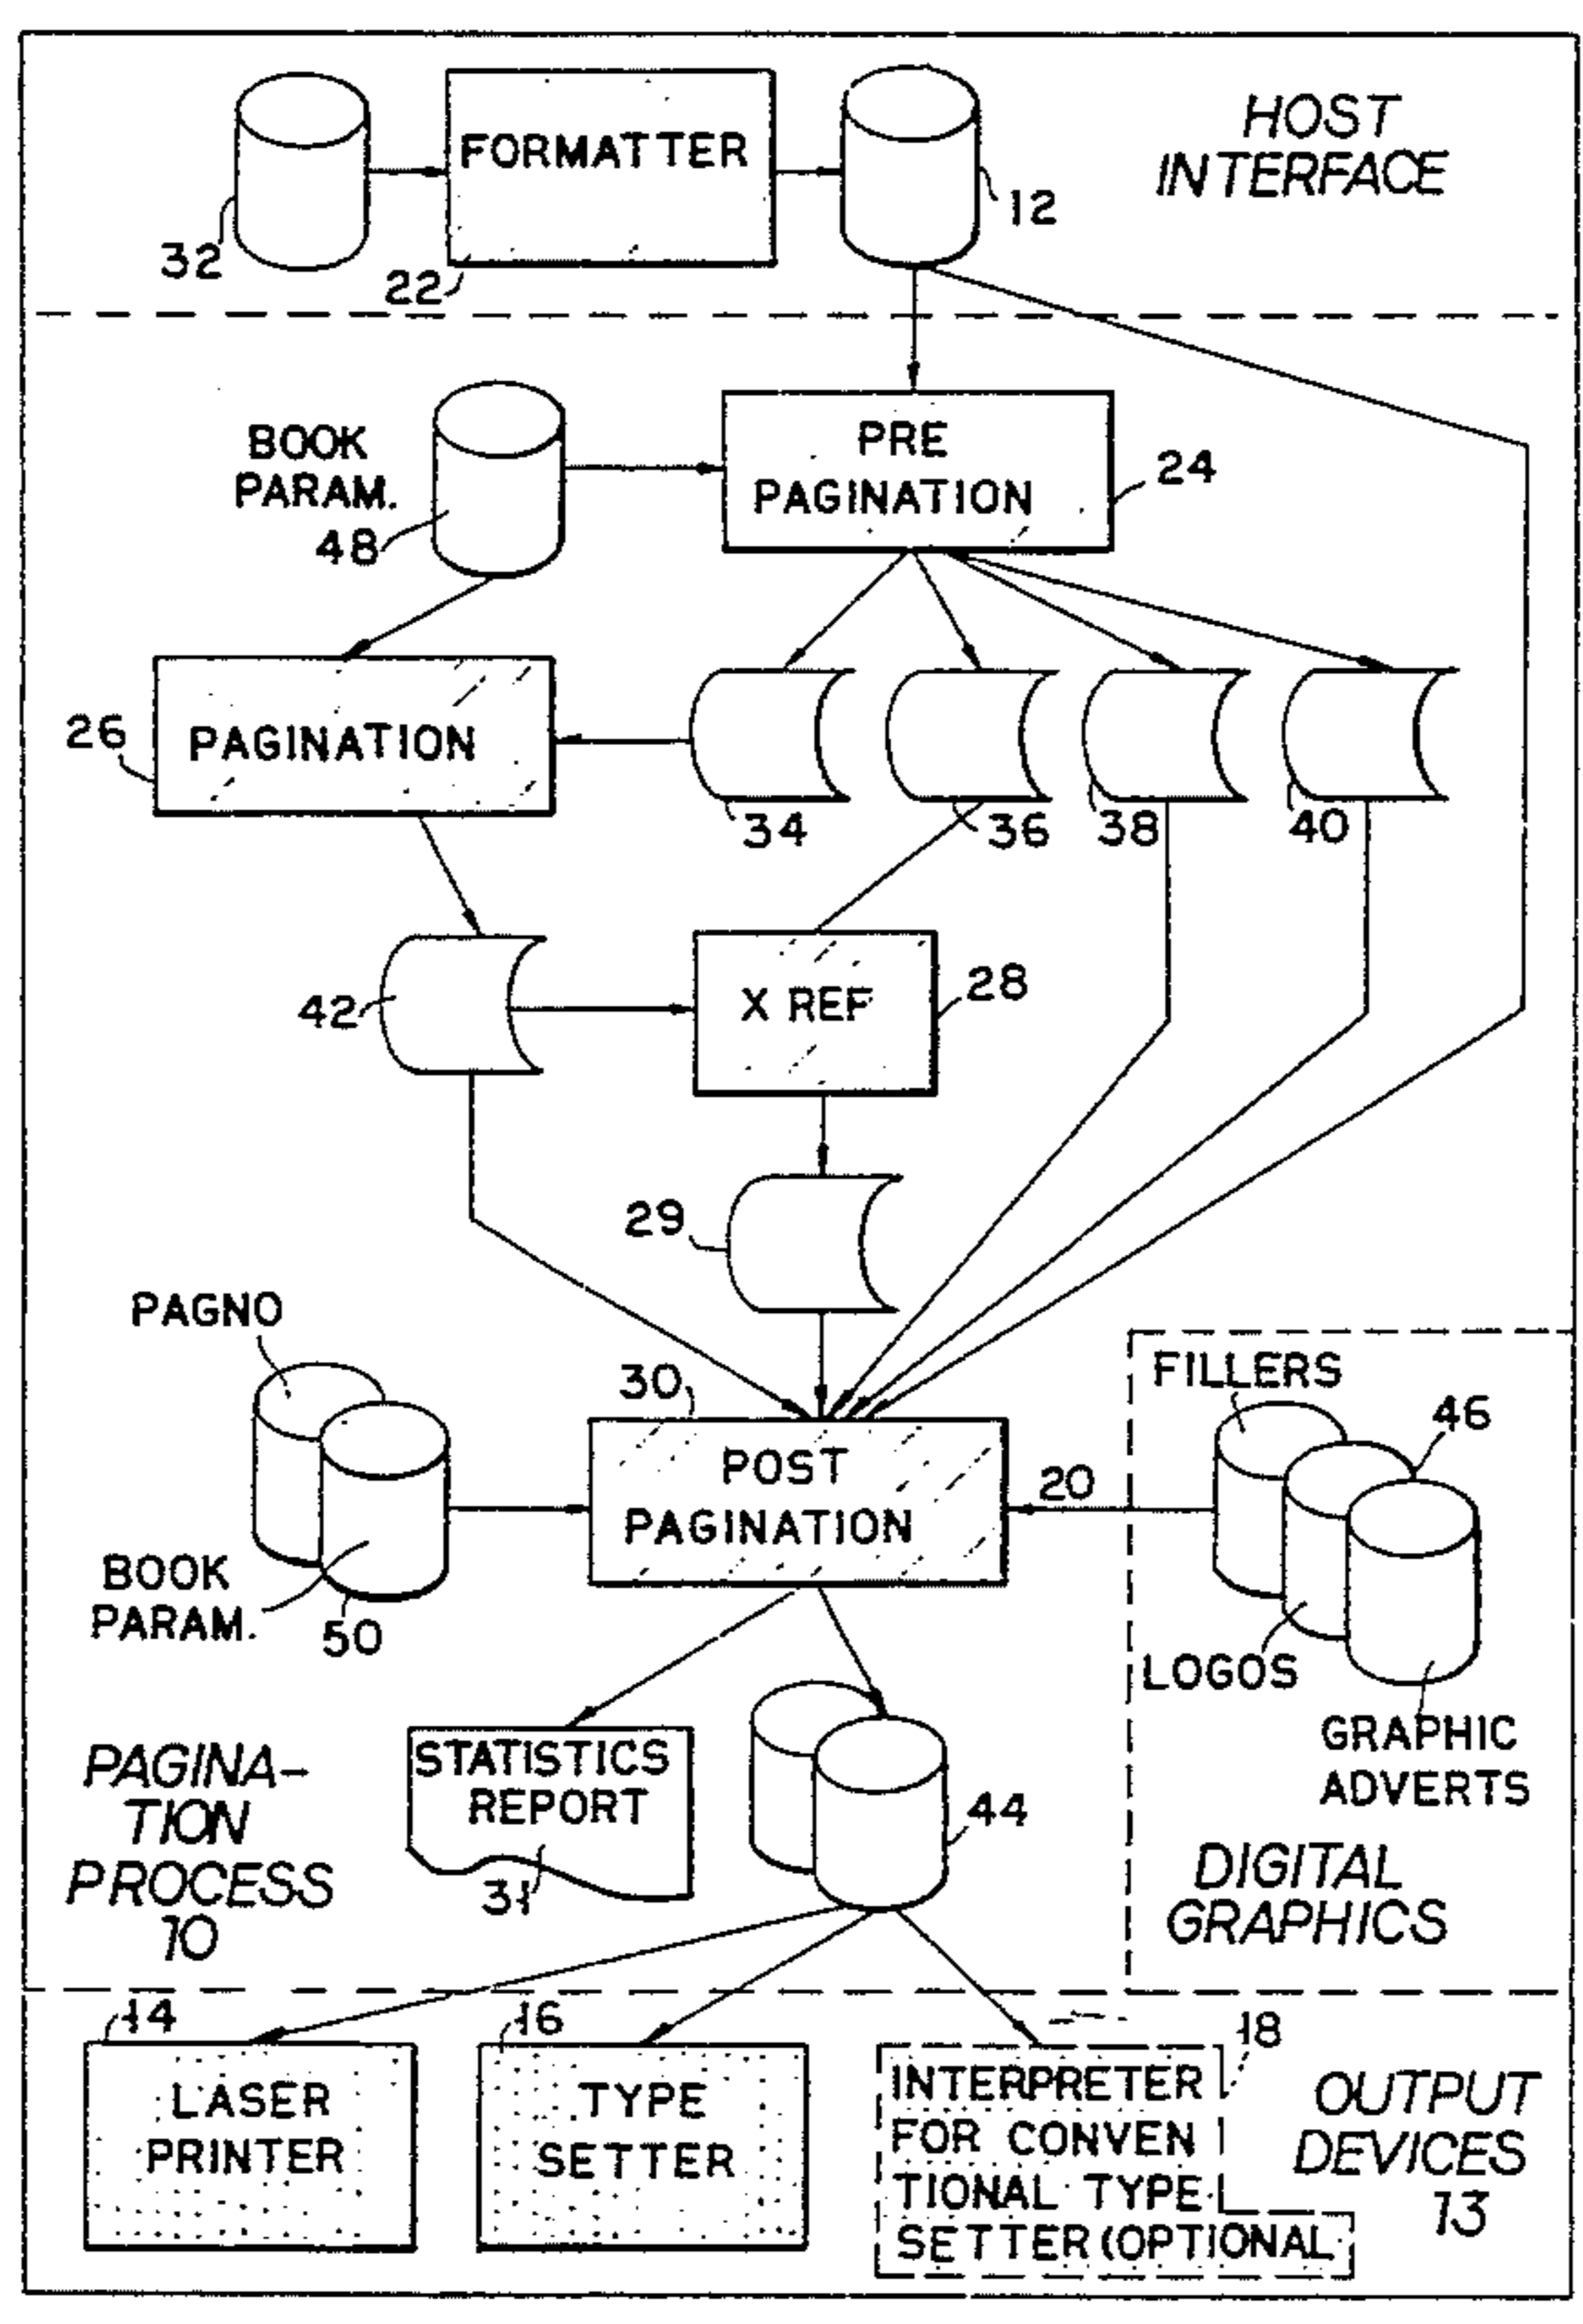 FORMATTER
HOST
INTERFACE
32
22
12
BOOK
PARAM.
48
PRE
PAGINATION
24
26
PAGINATION
34
36
38
40
42
X REF
28
29
PAGNO
30
POST
PAGINATION
20
FILLERS
46
BOOK
PARAM.
50
LOGOS
GRAPHIC
ADVERTS
STATISTICS
REPORT
31
44
PAGINA-
TION
PROCESS
10
DIGITAL
GRAPHICS
14
LASER
PRINTER
16
TYPE
SETTER
18
INTERPRETER
FOR CONVEN
TIONAL TYPE
SETTER (OPTIONAL
OUTPUT
DEVICES
13